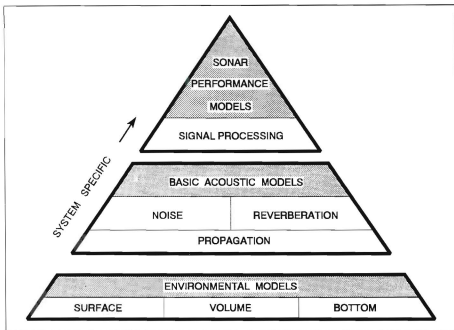 SONAR
PERFORMANCE
MODELS
SIGNAL PROCESSING
SYSTEM SPECIFIC
BASIC ACOUSTIC MODELS
NOISE REVERBERATION
PROPAGATION
ENVIRONMENTAL MODELS
SURFACE VOLUME BOTTOM